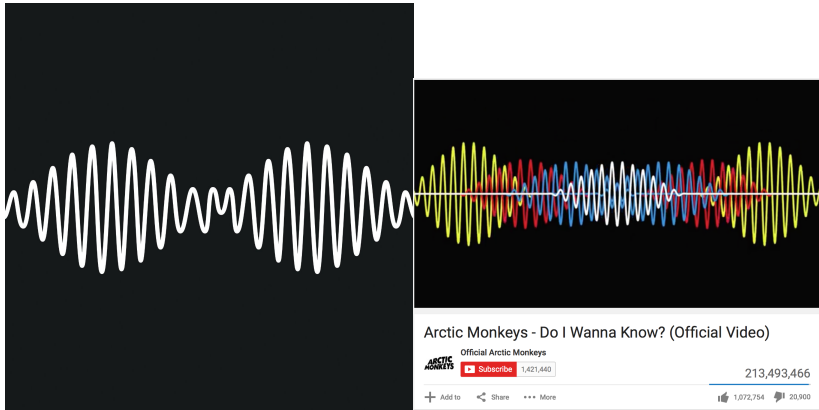 Arctic Monkeys - Do I Wanna Know? (Official Video)
ARCTIC
MONKEYS
Official Arctic Monkeys
Subscribe 1,421,440
213,493,466
Add to Share More 1,072,754 20,900